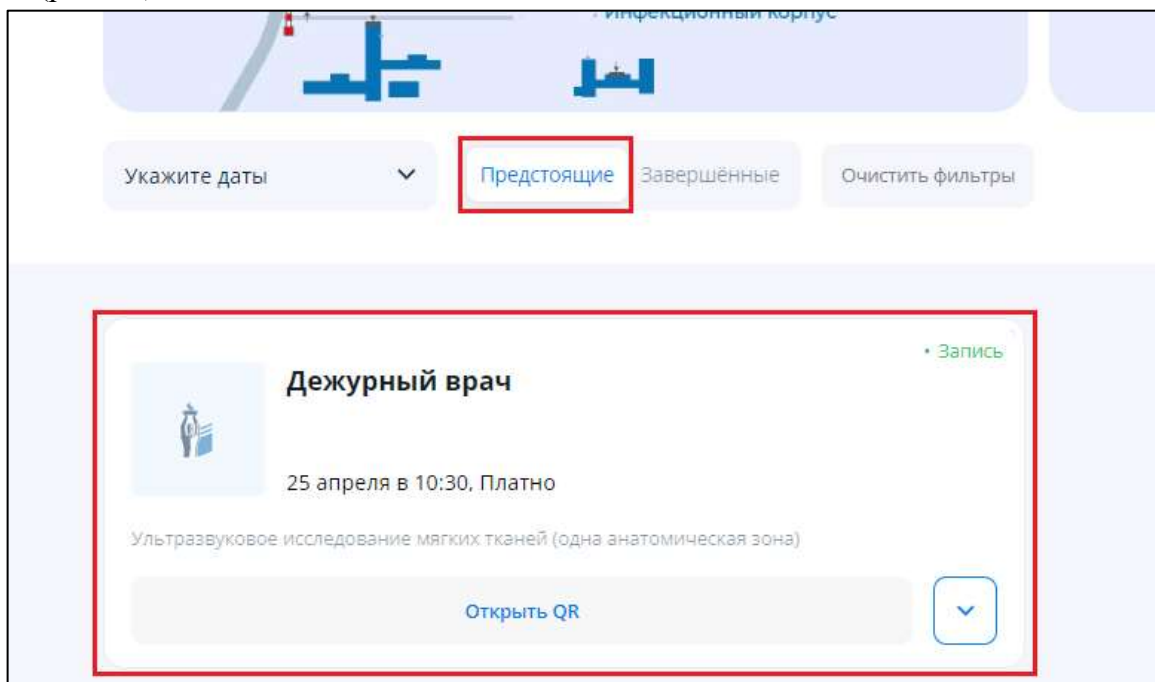 Инфекционный корпус
Укажите даты
Предстоящие
Завершённые
Очистить фильтры
• Запись
Дежурный врач
25 апреля в 10:30, Платно
Ультразвуковое исследование мягких тканей (одна анатомическая зона)
Открыть QR